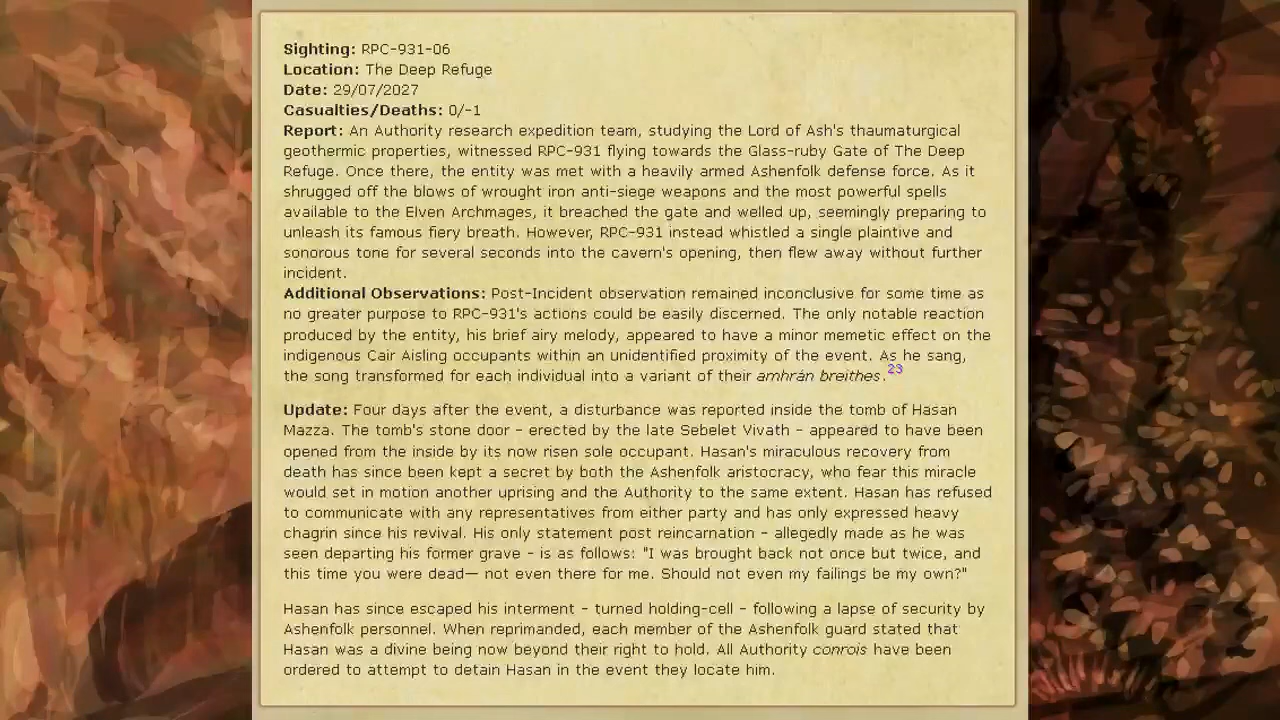 Sighting: RPC-931-06
Location: The Deep Refuge
Date: 29/07/2027
Casualties/Deaths: 0/-1
Report: An Authority research expedition team, studying the Lord of Ash's thaumaturgical
geothermic properties, witnessed RPC-931 flying towards the Glass-ruby Gate of The Deep
Refuge. Once there, the entity was met with a heavily armed Ashenfolk defense force. As it
shrugged off the blows of wrought iron anti-siege weapons and the most powerful spells
available to the Elven Archmages, it breached the gate and welled up, seemingly preparing to
unleash its famous fiery breath. However, RPC-931 instead whistled a single plaintive and
sonorous tone for several seconds into the cavern's opening, then flew away without further
incident.
Additional Observations: Post-Incident observation remained inconclusive for some time as
no greater purpose to RPC-931's actions could be easily discerned. The only notable reaction
produced by the entity, his brief airy melody, appeared to have a minor memetic effect on the
indigenous Cair Aisling occupants within an unidentified proximity of the event. As he sang,
the song transformed for each individual into a variant of their amhrán breithes.23
Update: Four days after the event, a disturbance was reported inside the tomb of Hasan
Mazza. The tomb's stone door – erected by the late Sebelet Vivath – appeared to have been
opened from the inside by its now risen sole occupant. Hasan's miraculous recovery from
death has since been kept a secret by both the Ashenfolk aristocracy, who fear this miracle
would set in motion another uprising and the Authority to the same extent. Hasan has refused
to communicate with any representatives from either party and has only expressed heavy
chagrin since his revival. His only statement post reincarnation – allegedly made as he was
seen departing his former grave – is as follows: "I was brought back not once but twice, and
this time you were dead— not even there for me. Should not even my failings be my own?"
Hasan has since escaped his interment – turned holding-cell – following a lapse of security by
Ashenfolk personnel. When reprimanded, each member of the Ashenfolk guard stated that
Hasan was a divine being now beyond their right to hold. All Authority conrois have been
ordered to attempt to detain Hasan in the event they locate him.